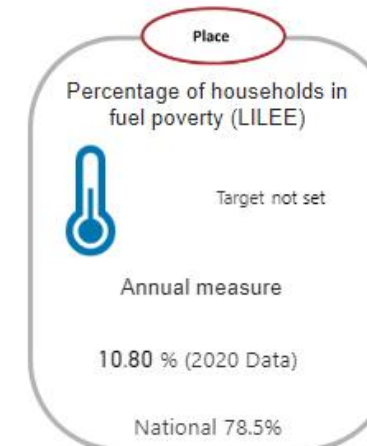 Place
Percentage of households in
fuel poverty (LILEE)
Target not set
Annual measure
10.80 % (2020 Data)
National 78.5%